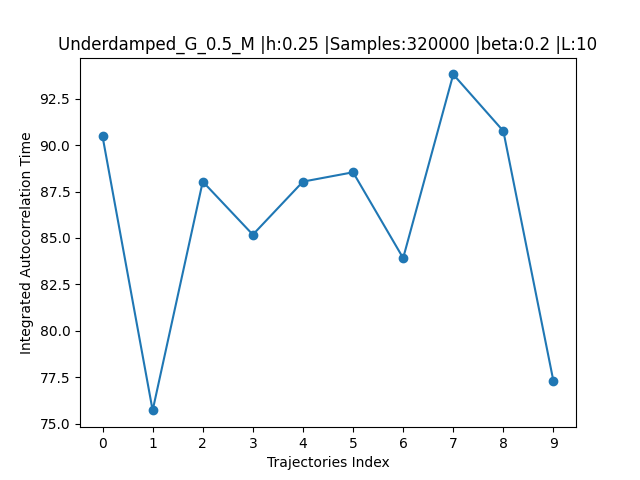 Underdamped_G_0.5_M |h:0.25 |Samples:320000 |beta:0.2 |L:10
Integrated Autocorrelation Time
92.5
90.0
87.5
85.0
82.5
80.0
77.5
75.0
0 1 2 3 4 5 6 7 8 9
Trajectories Index